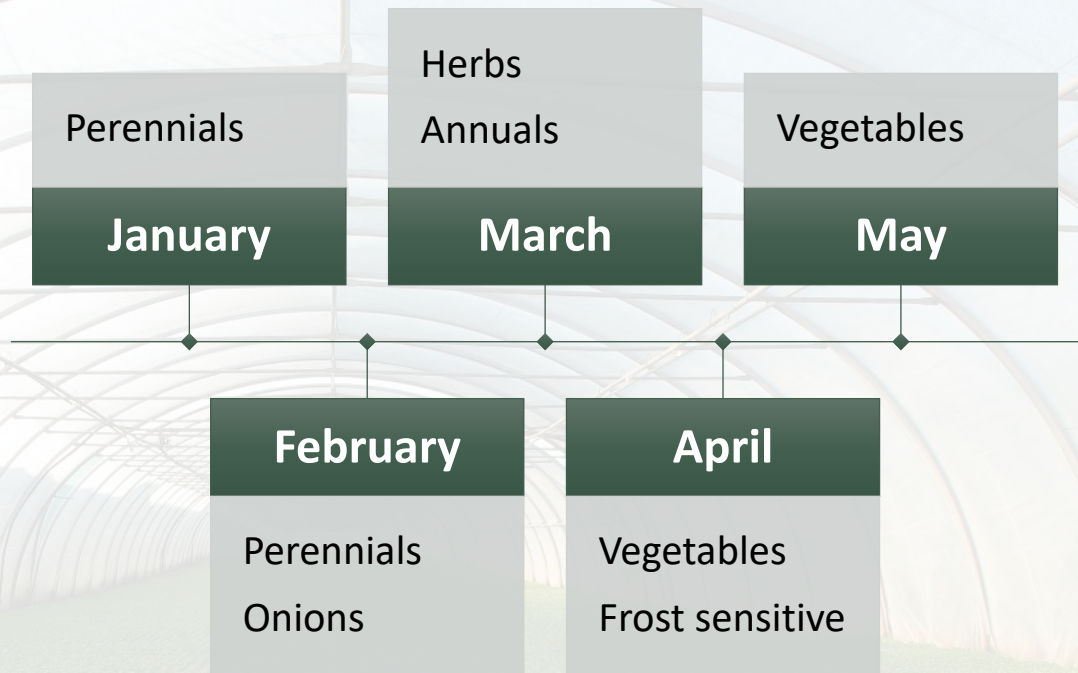 Perennials
January
Perennials
Onions
February
Herbs
Annuals
March
Vegetables
Frost sensitive
April
Vegetables
May